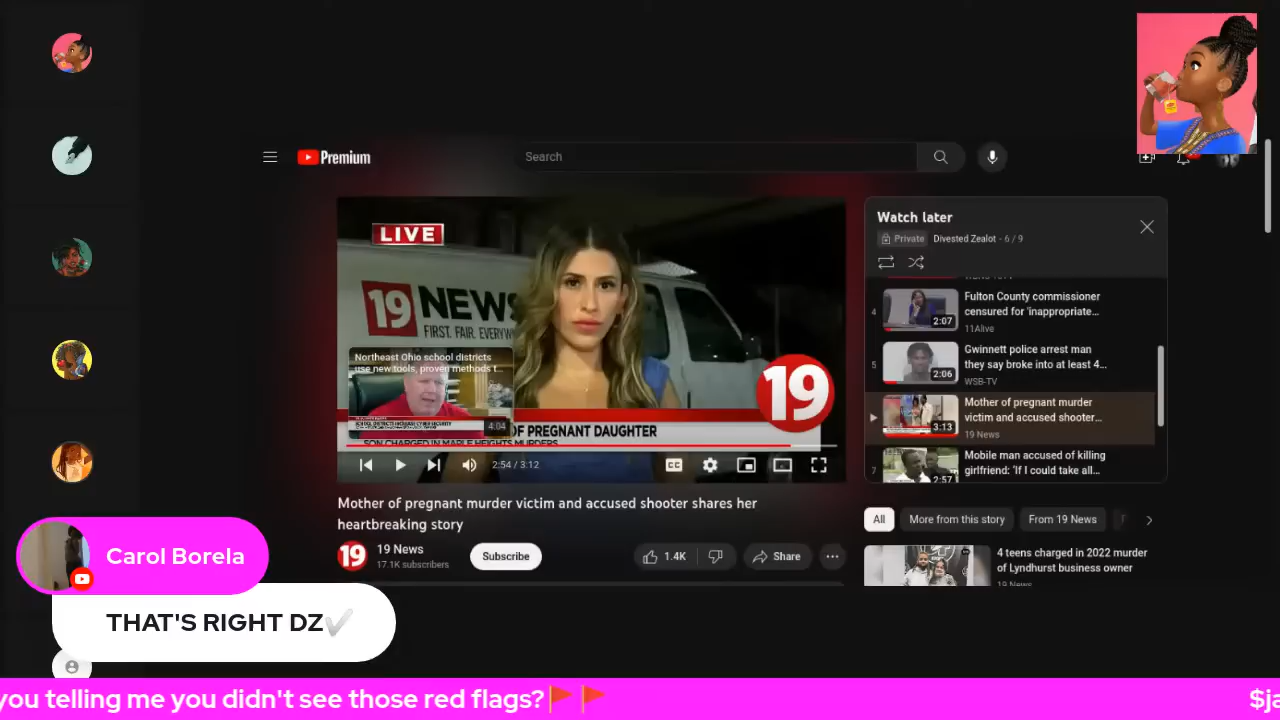 Premium
Search
LIVE
19 NEWS
FIRST. FAIR. EVERYW
Northeast Ohio school districts
use new tools, proven methods t...
4:04
19
OF PREGNANT DAUGHTER
SON CHARGED IN MAPLE HEIGHTS MURDERS
2:54 / 3:12
CC
Mother of pregnant murder victim and accused shooter shares her
heartbreaking story
19
19 News
17.1K subscribers
Subscribe
1.4K
Share
Watch later
Private
Divested Zealot - 6 / 9
4
2:07
Fulton County commissioner
censured for 'inappropriate...
11Alive
5
2:06
Gwinnett police arrest man
they say broke into at least 4...
WSB-TV
3:13
Mother of pregnant murder
victim and accused shooter...
19 News
7
2:57
Mobile man accused of killing
girlfriend: 'If I could take all...
All
More from this story
From 19 News
4 teens charged in 2022 murder
of Lyndhurst business owner
19 News
Carol Borela
THAT'S RIGHT DZ✔️
you telling me you didn't see those red flags?🚩🚩
$ja